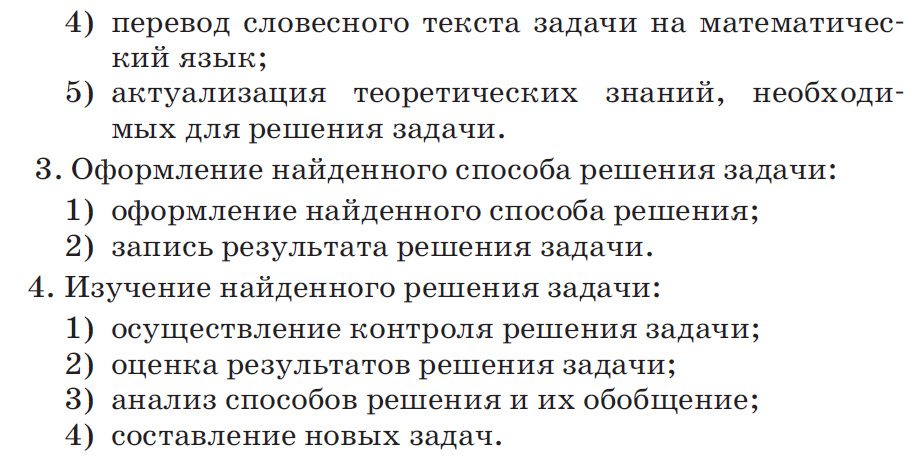 4) перевод словесного текста задачи на математичес-
кий язык;
5) актуализация теоретических знаний, необходи-
мых для решения задачи.
3. Оформление найденного способа решения задачи:
1) оформление найденного способа решения;
2) запись результата решения задачи.
4. Изучение найденного решения задачи:
1) осуществление контроля решения задачи;
2) оценка результатов решения задачи;
3) анализ способов решения и их обобщение;
4) составление новых задач.